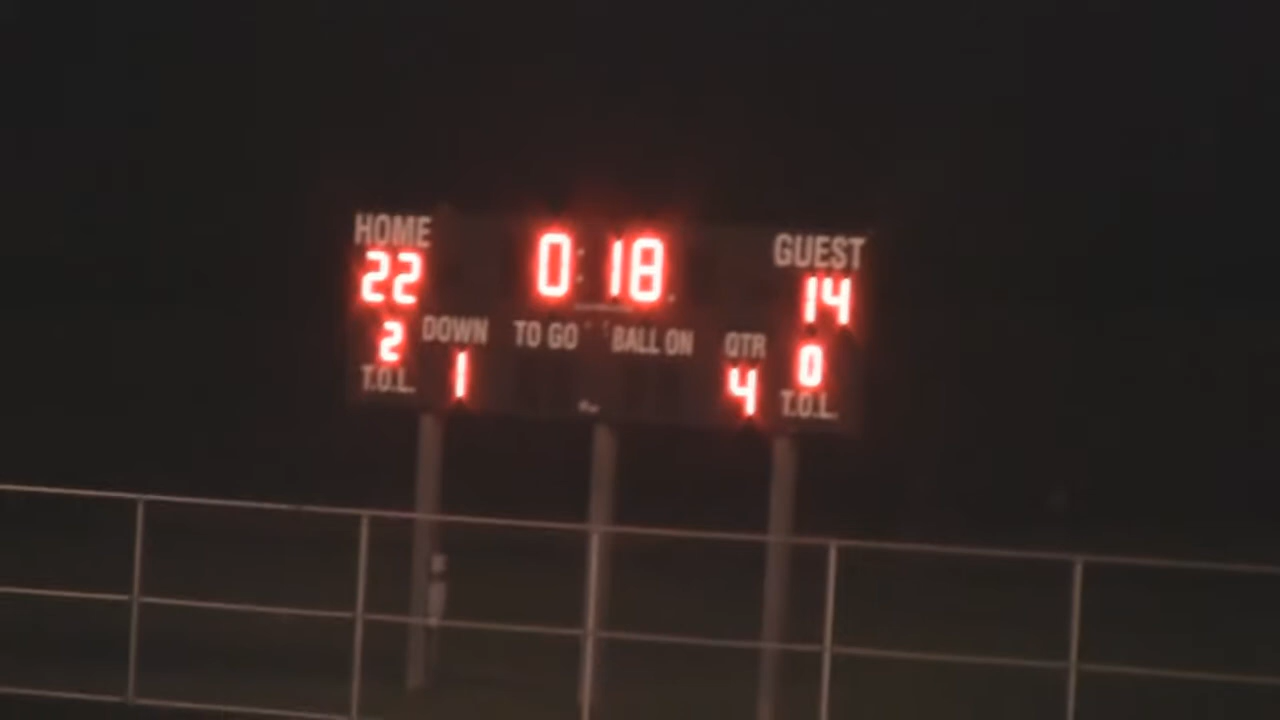 HOME 0:18 GUEST
22 14
DOWN TO GO BALL ON QTR
2 1 4 0
T.O.L. T.O.L.